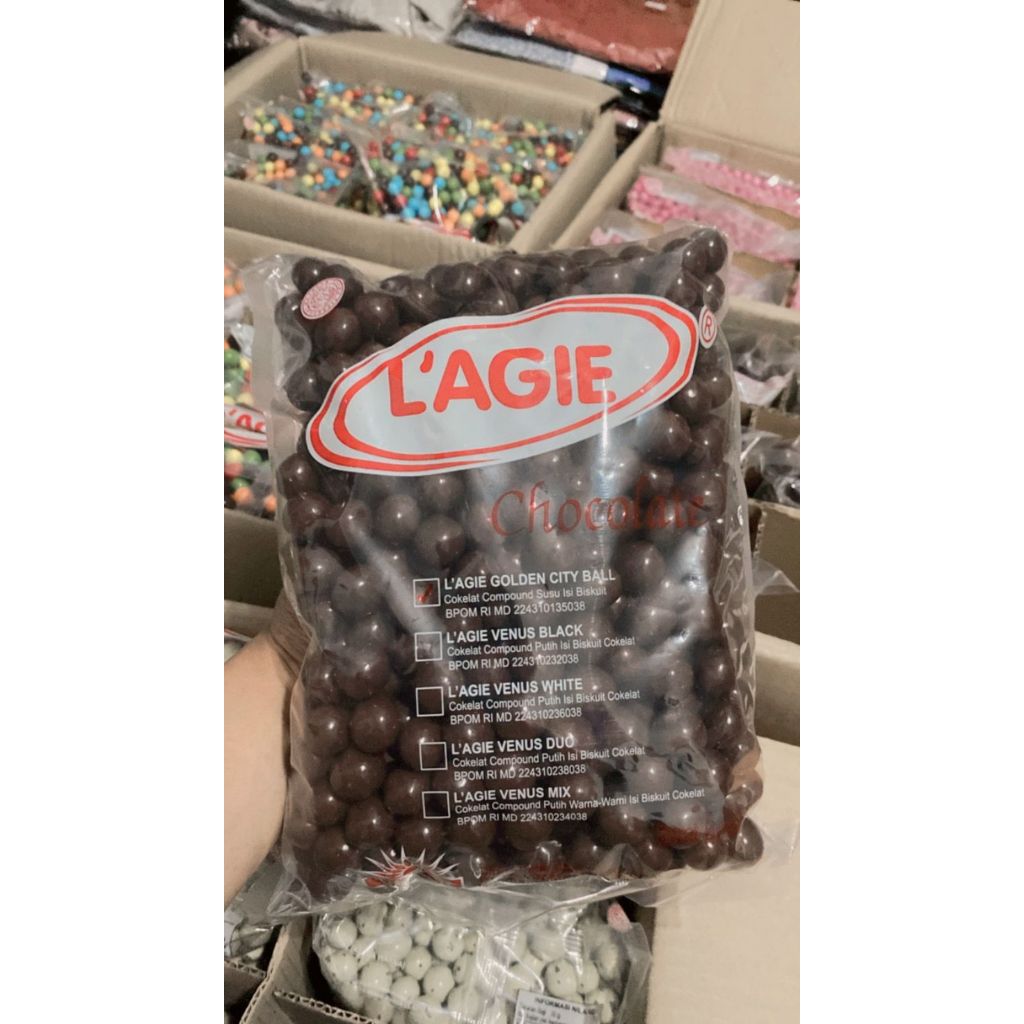 L'AGIE
®
Chocolate
L'AGIE GOLDEN CITY BALL
Cokelat Compound Susu Isi Biskuit
BPOM RI MD 224310135038
L'AGIE VENUS BLACK
Cokelat Compound Putih Isi Biskuit Cokelat
BPOM RI MD 224310232038
L'AGIE VENUS WHITE
Cokelat Compound Putih Isi Biskuit Cokelat
BPOM RI MD 224310236038
L'AGIE VENUS DUO
Cokelat Compound Putih Isi Biskuit Cokelat
BPOM RI MD 224310238038
L'AGIE VENUS MIX
Cokelat Compound Putih Warna-Warni Isi Biskuit Cokelat
BPOM RI MD 224310234038